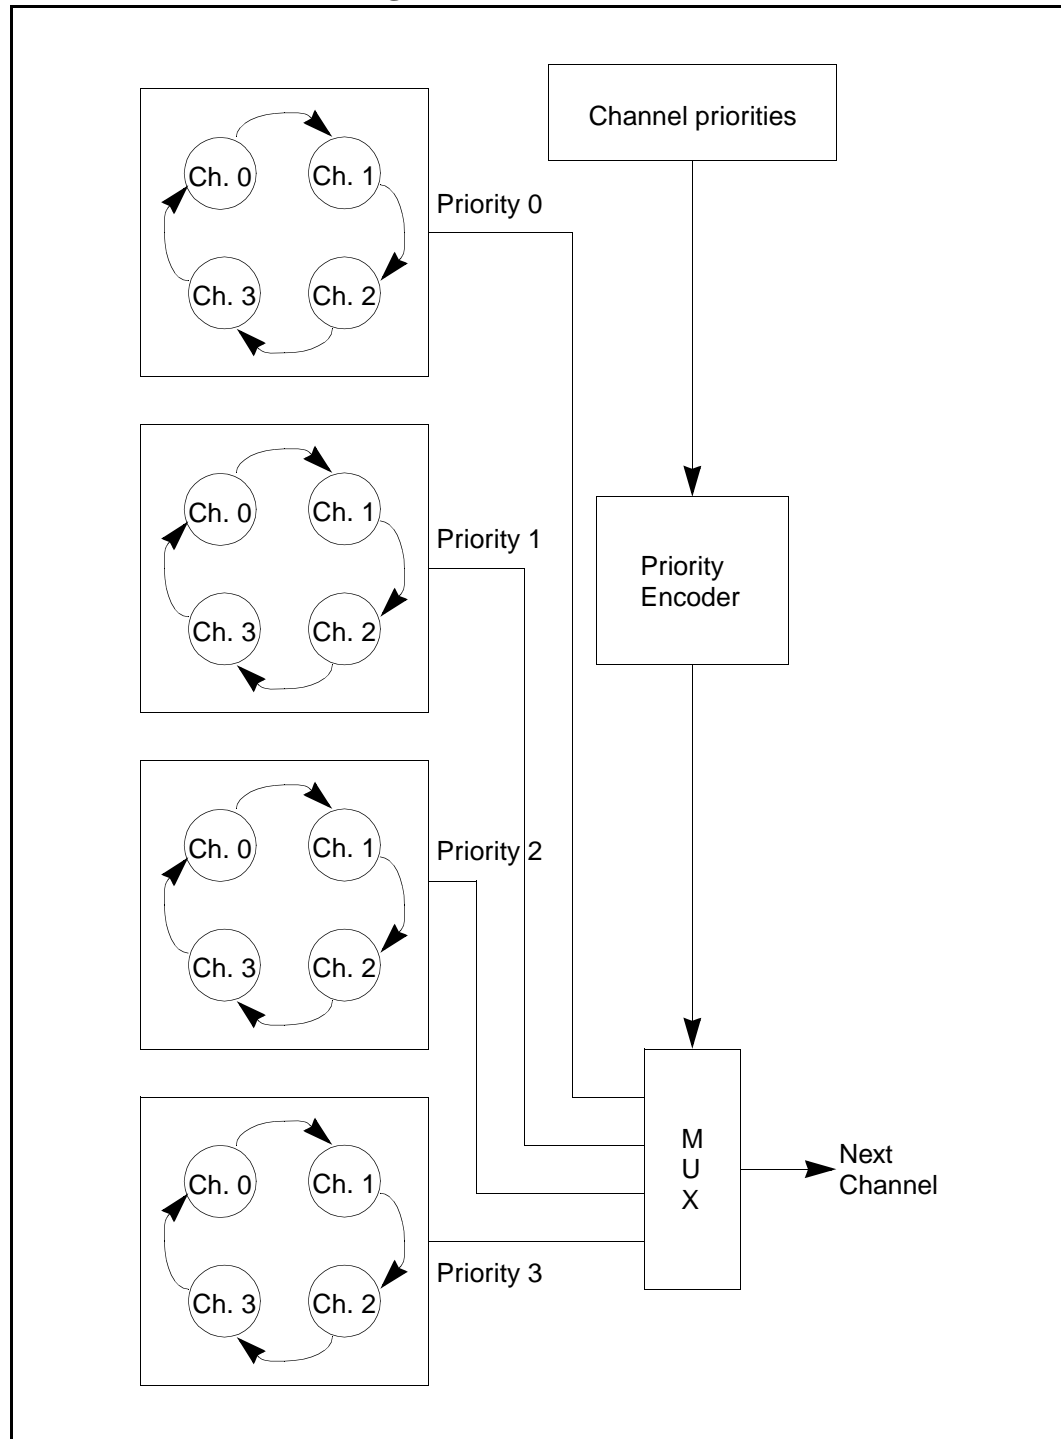 Channel priorities
Ch. 0
Ch. 1
Ch. 3
Ch. 2
Priority 0
Ch. 0
Ch. 1
Ch. 3
Ch. 2
Priority 1
Priority
Encoder
Ch. 0
Ch. 1
Ch. 3
Ch. 2
Priority 2
Ch. 0
Ch. 1
Ch. 3
Ch. 2
Priority 3
M
U
X
Next
Channel